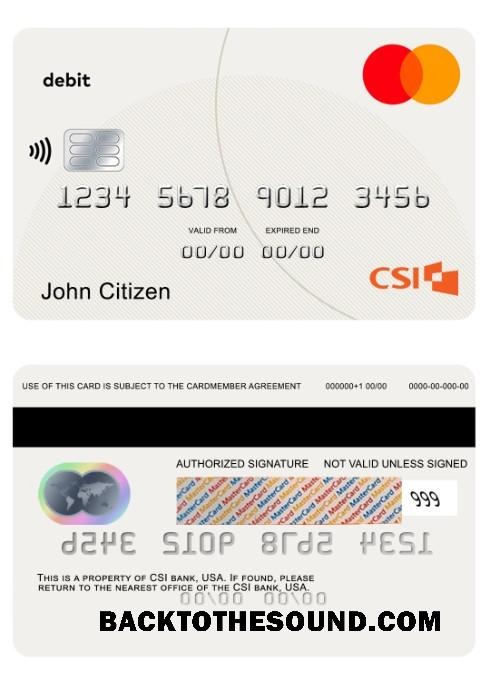 debit
1234 5678 9012 3456
VALID FROM EXPIRED END
00/00 00/00
John Citizen
CSI
USE OF THIS CARD IS SUBJECT TO THE CARDMEMBER AGREEMENT 000000+1 00/00 0000-00-000-00
AUTHORIZED SIGNATURE NOT VALID UNLESS SIGNED
MasterCard MasterCard MasterCard
999
1234 5678 9012 3456
THIS IS A PROPERTY OF CSI BANK, USA. IF FOUND, PLEASE
RETURN TO THE NEAREST OFFICE OF THE CSI BANK, USA.
00/00 00/00
BACKTOTHESOUND.COM